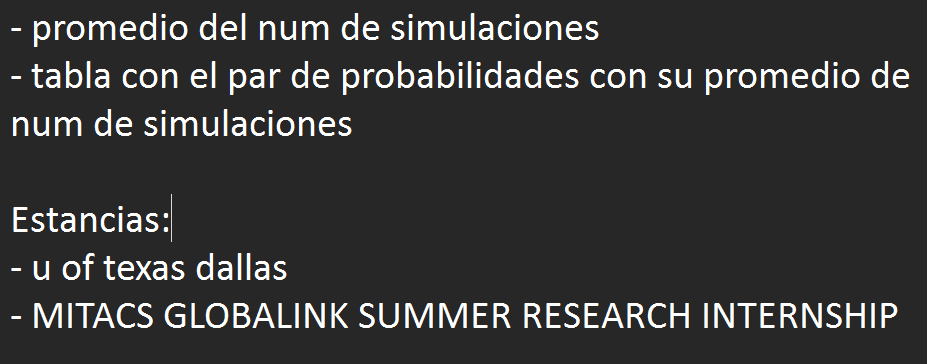 - promedio del num de simulaciones
- tabla con el par de probabilidades con su promedio de
num de simulaciones
Estancias:
- u of texas dallas
- MITACS GLOBALINK SUMMER RESEARCH INTERNSHIP